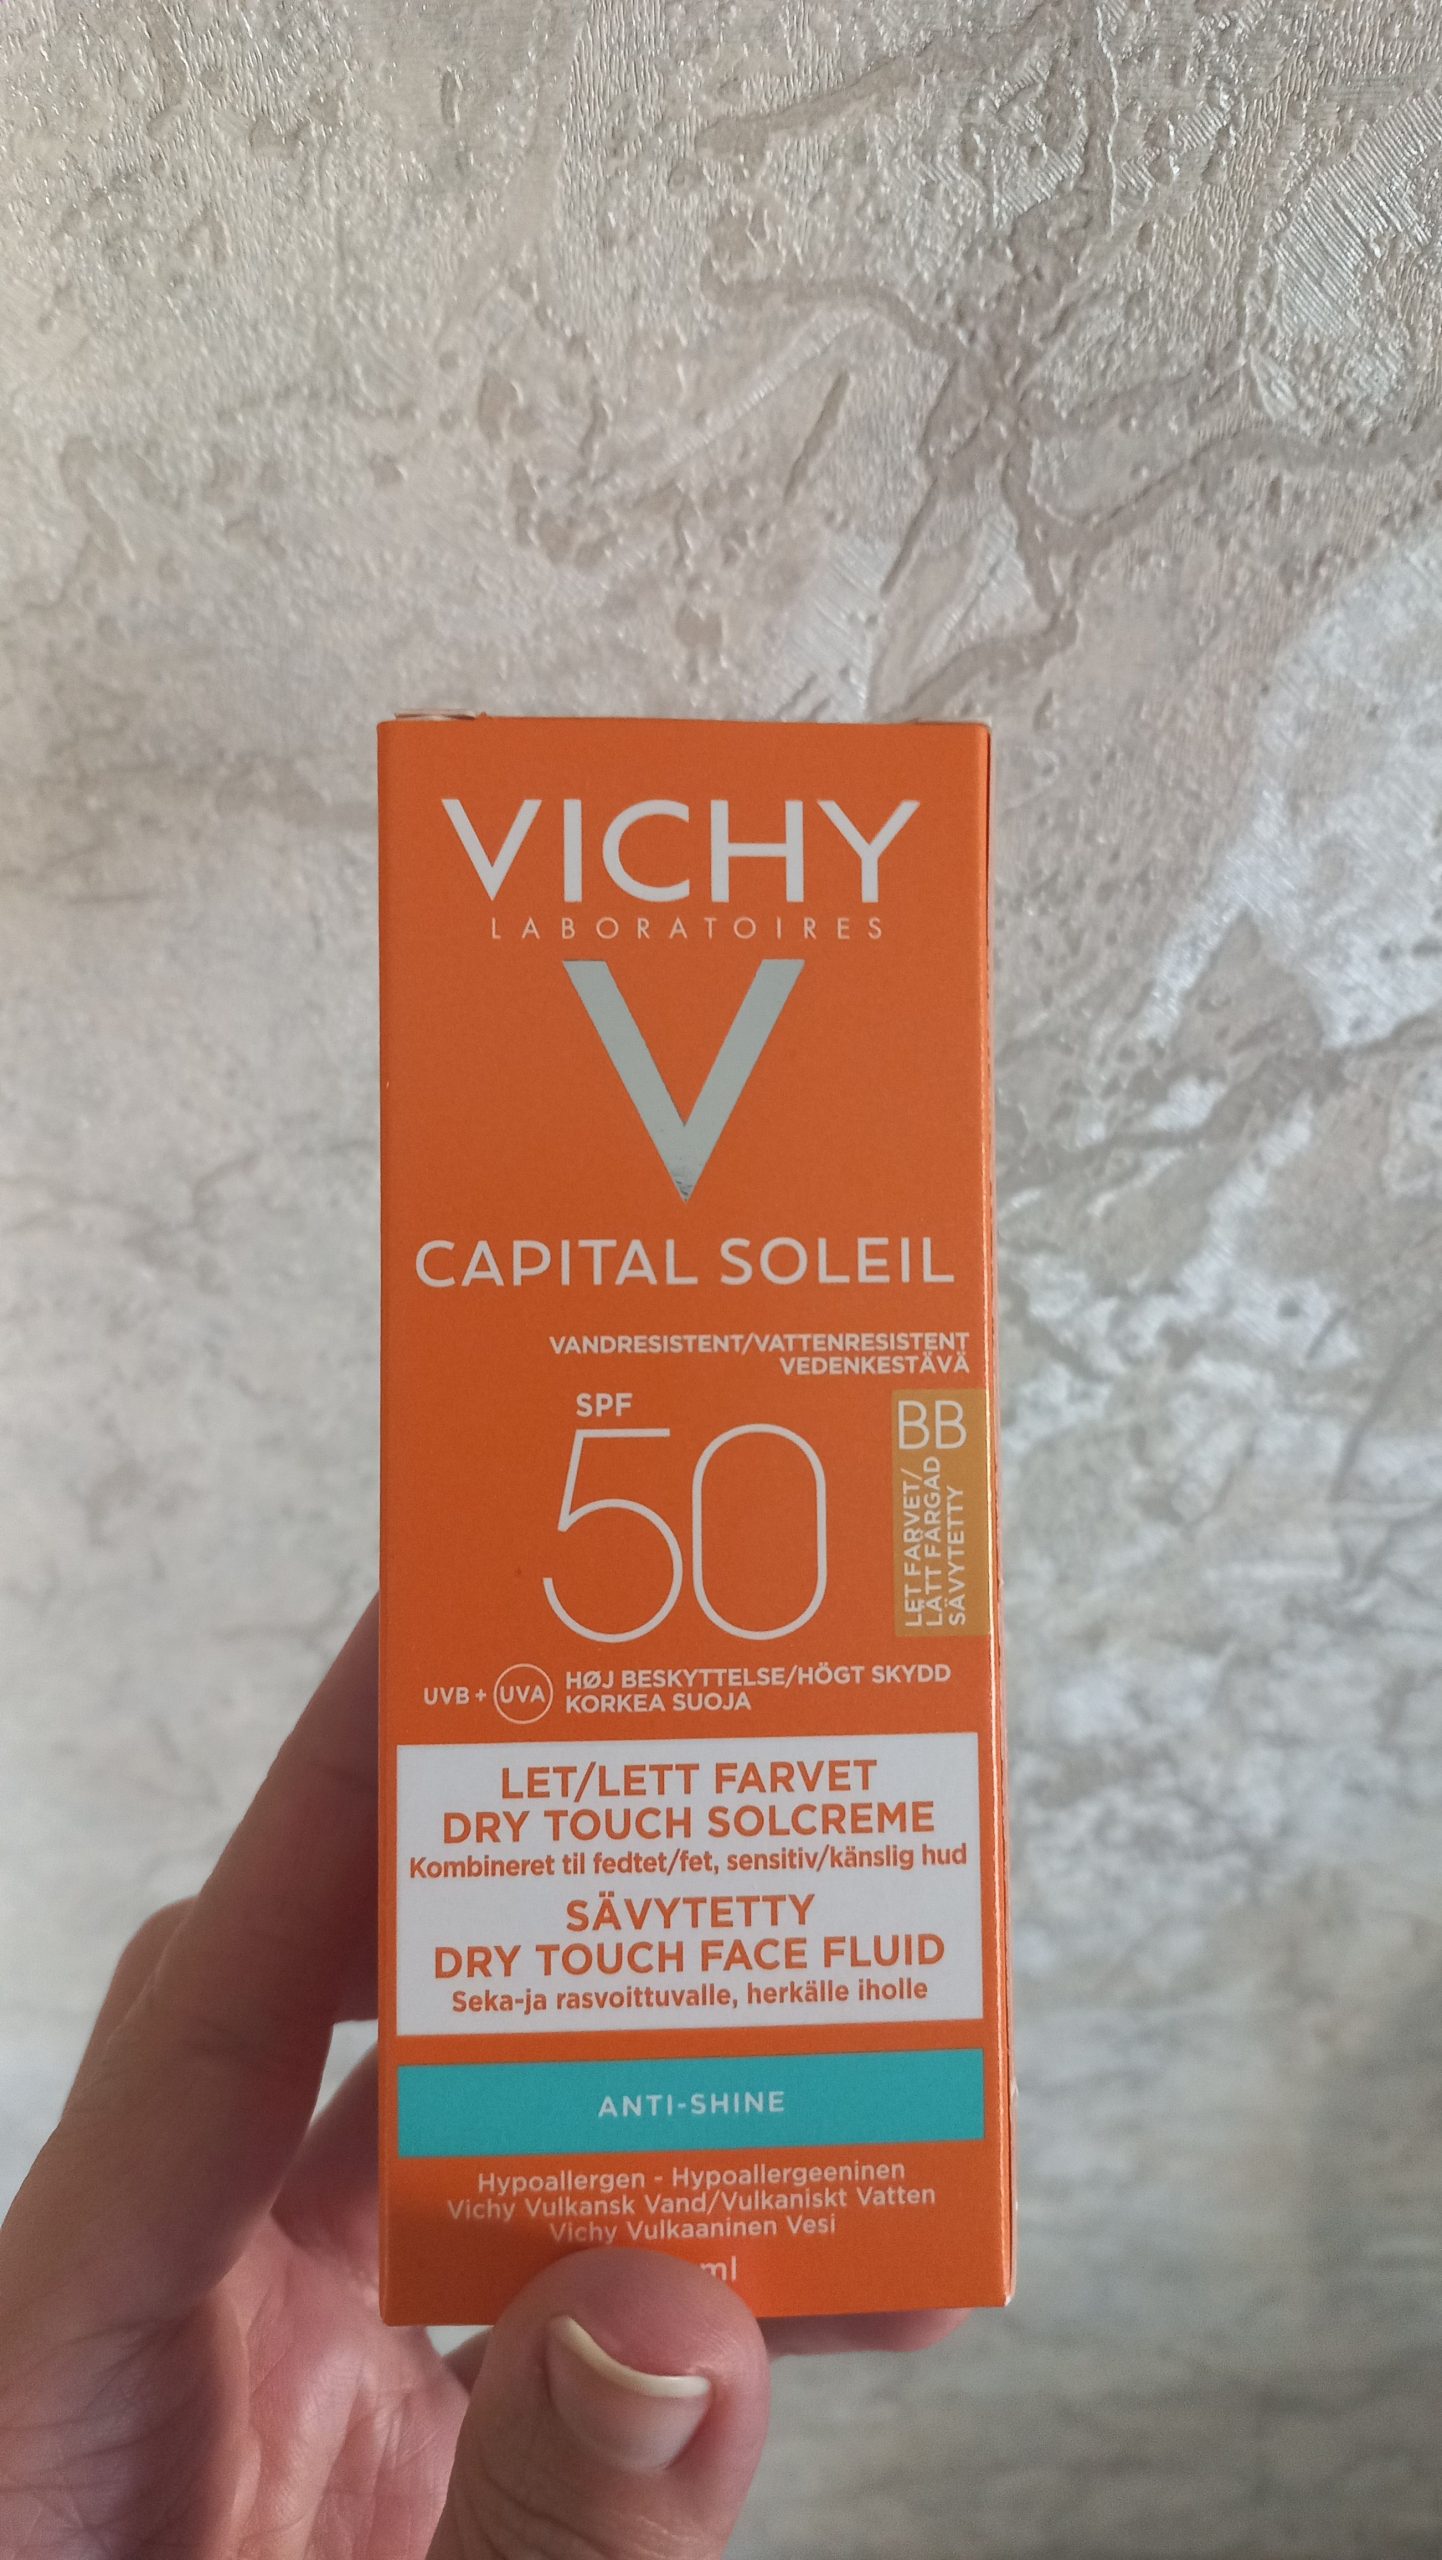 VICHY
LABORATOIRES
CAPITAL SOLEIL
VANDRESISTENT/VATTENRESISTENT
VEDENKESTÄVÄ
SPF
50
BB
LET FARVET/
LÄTT FÄRGAD
SÄVYTETTY
UVB + UVA
HØJ BESKYTTELSE/HÖGT SKYDD
KORKEA SUOJA
LET/LETT FARVET
DRY TOUCH SOLCREME
Kombineret til fedtet/fet, sensitiv/känslig hud
SÄVYTETTY
DRY TOUCH FACE FLUID
Seka-ja rasvoittuvalle, herkälle iholle
ANTI-SHINE
Hypoallergen - Hypoallergeeninen
Vichy Vulkansk Vand/Vulkaniskt Vatten
Vichy Vulkaaninen Vesi
ml